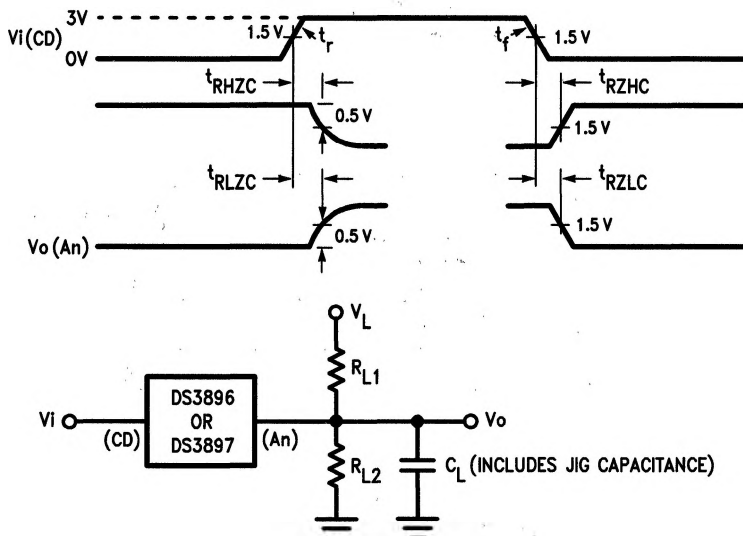 3V
Vi(CD)
1.5 V
tr
tf
1.5 V
0V
tRHZC
tRZHC
0.5 V
1.5 V
tRLZC
tRZLC
0.5 V
1.5 V
Vo(An)
VL
RL1
DS3896
OR
DS3897
Vi
(CD)
(An)
Vo
RL2
CL (INCLUDES JIG CAPACITANCE)